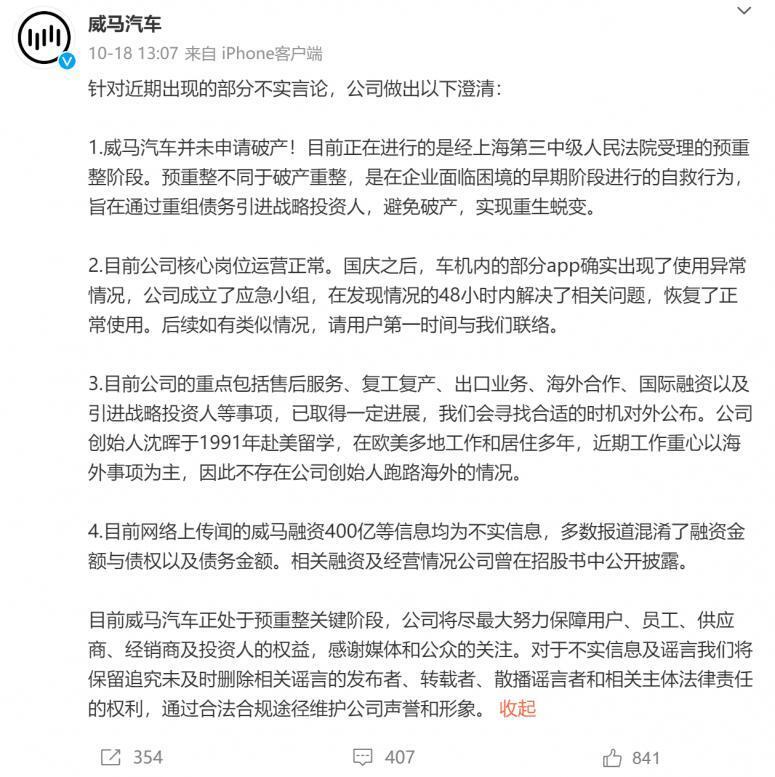 威马汽车
10-18 13:07 来自 iPhone客户端
针对近期出现的部分不实言论，公司做出以下澄清：
1.威马汽车并未申请破产！目前正在进行的是经上海第三中级人民法院受理的预重
整阶段。预重整不同于破产重整，是在企业面临困境的早期阶段进行的自救行为，
旨在通过重组债务引进战略投资人，避免破产，实现重生蜕变。
2.目前公司核心岗位运营正常。国庆之后，车机内的部分app确实出现了使用异常
情况，公司成立了应急小组，在发现情况的48小时内解决了相关问题，恢复了正
常使用。后续如有类似情况，请用户第一时间与我们联络。
3.目前公司的重点包括售后服务、复工复产、出口业务、海外合作、国际融资以及
引进战略投资人等事项，已取得一定进展，我们会寻找合适的时机对外公布。公司
创始人沈晖于1991年赴美留学，在欧美多地工作和居住多年，近期工作重心以海
外事项为主，因此不存在公司创始人跑路海外的情况。
4.目前网络上传闻的威马融资400亿等信息均为不实信息，多数报道混淆了融资金
额与债权以及债务金额。相关融资及经营情况公司曾在招股书中公开披露。
目前威马汽车正处于预重整关键阶段，公司将尽最大努力保障用户、员工、供应
商、经销商及投资人的权益，感谢媒体和公众的关注。对于不实信息及谣言我们将
保留追究未及时删除相关谣言的发布者、转载者、散播谣言者和相关主体法律责任
的权利，通过合法合规途径维护公司声誉和形象。 收起
354 407 841